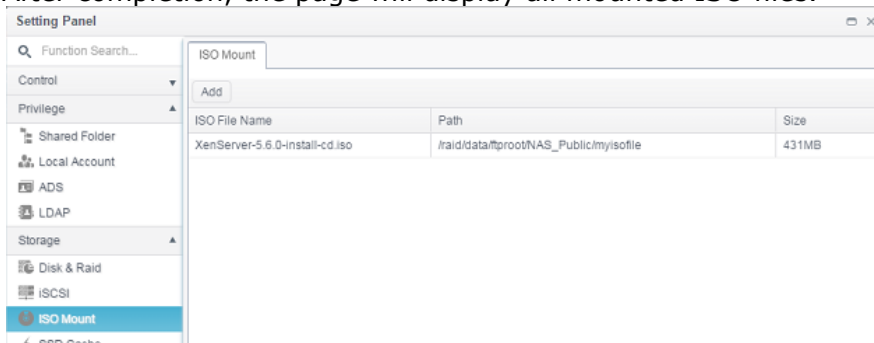 After completion, the page will display all mounted ISO files.
Setting Panel
Function Search...
ISO Mount
Control
Add
Privilege
ISO File Name Path Size
Shared Folder
XenServer-5.6.0-install-cd.iso /raid/data/ftproot/NAS_Public/myisofile 431MB
Local Account
ADS
LDAP
Storage
Disk & Raid
iSCSI
ISO Mount
SSD Cache